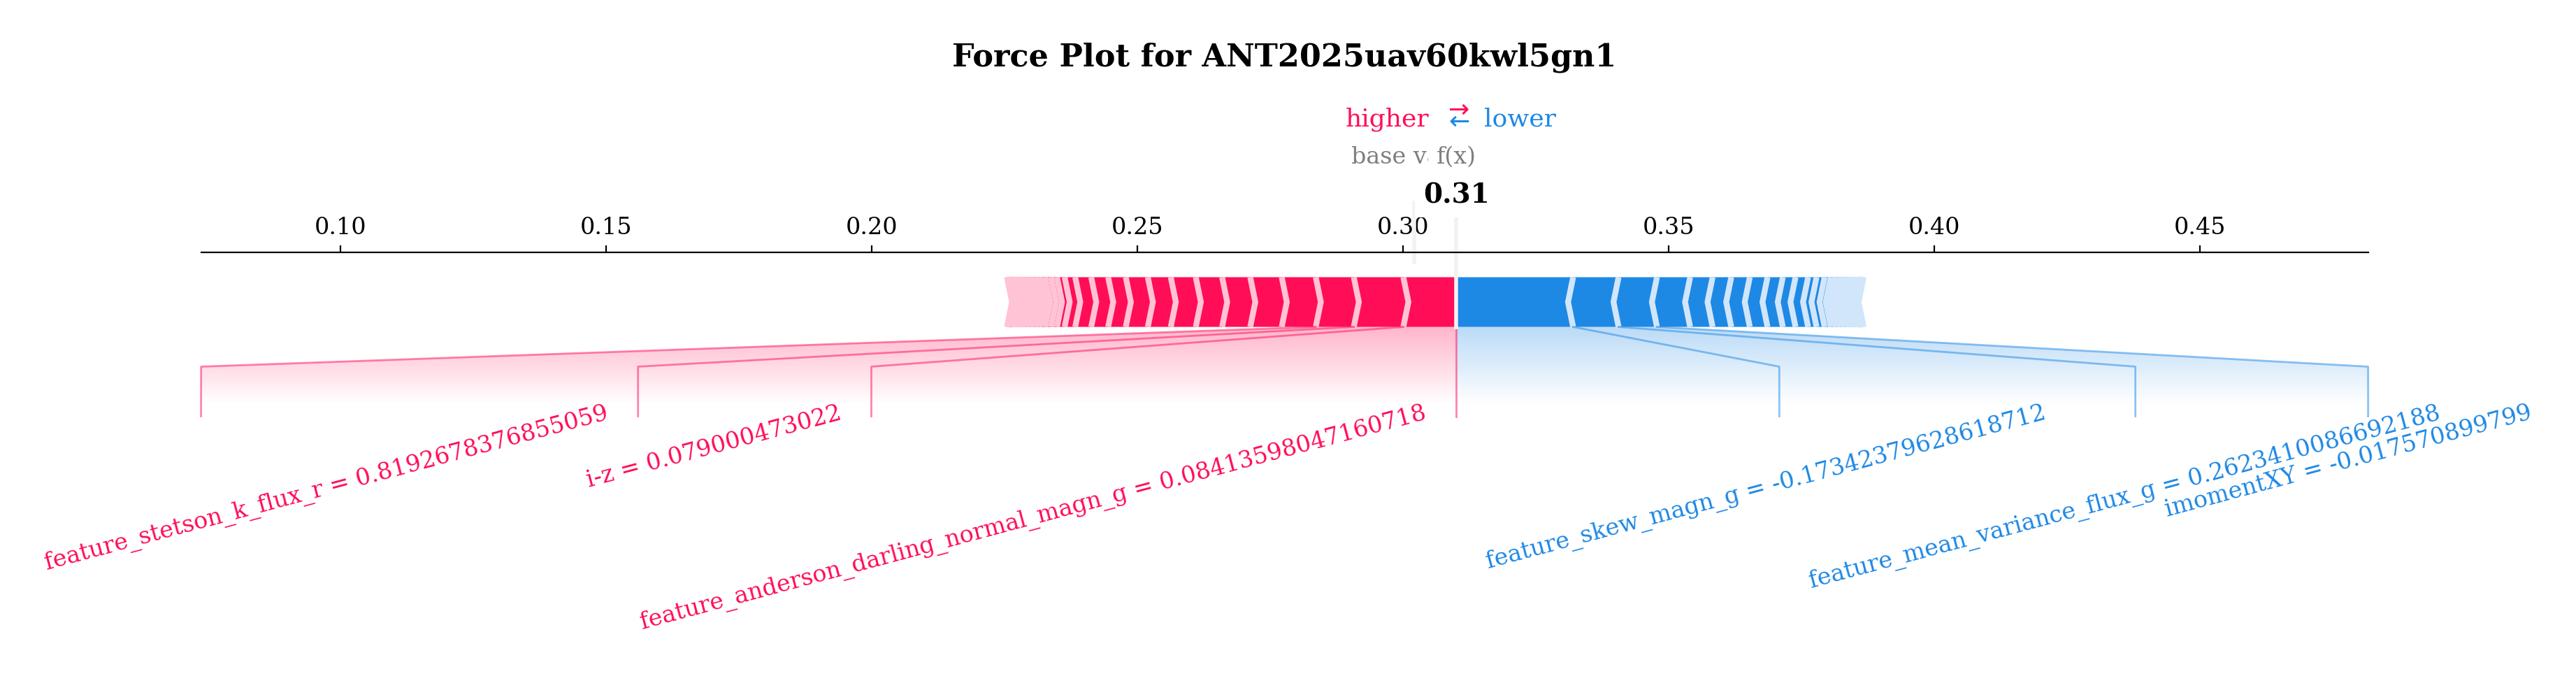 Force Plot for ANT2025uav60kwl5gn1
higher ⇄ lower
base v f(x)
0.31
0.10 0.15 0.20 0.25 0.30 0.35 0.40 0.45
feature_stetson_k_flux_r = 0.8192678376855059
i-z = 0.079000473022
feature_anderson_darling_normal_magn_g = 0.08413598047160718
feature_skew_magn_g = -0.17342379628618712
feature_mean_variance_flux_g = 0.2623410086692188
imomentXY = -0.017570899799